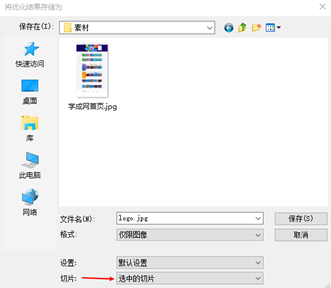 将优化结果存储为
保存在(I):
素材
快速访问
桌面
库
此电脑
网络
学成网首页.jpg
文件名(N):
logo.jpg
保存(S)
格式:
仅限图像
取消
设置:
默认设置
切片:
选中的切片